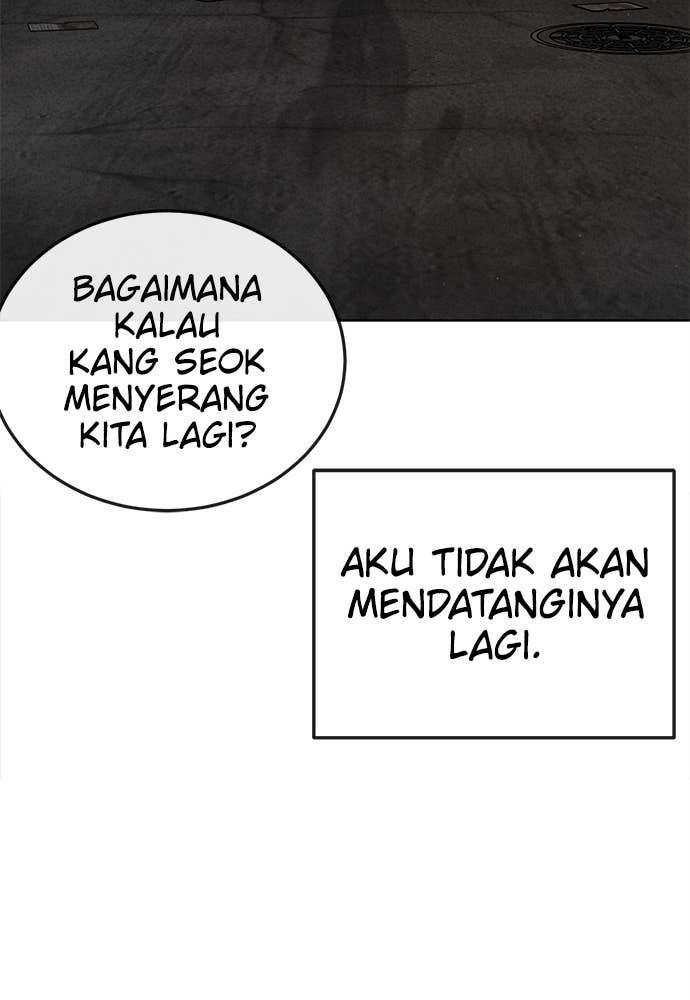 BAGAIMANA
KALAU
KANG SEOK
MENYERANG
KITA LAGI?
AKU TIDAK AKAN
MENDATANGINYA
LAGI.